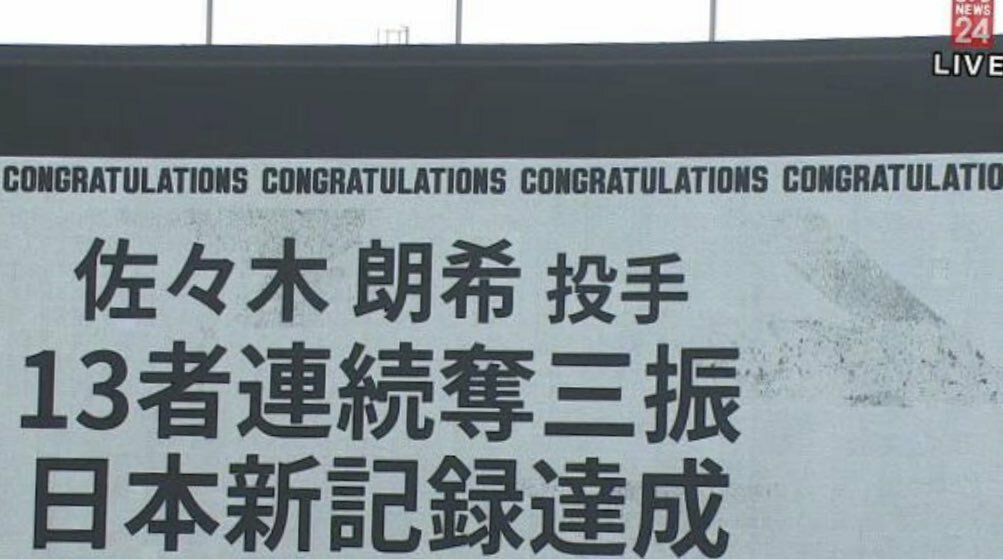 NEWS
24
LIVE
CONGRATULATIONS CONGRATULATIONS CONGRATULATIONS CONGRATULATIO
佐々木 朗希 投手
13者連続奪三振
日本新記録達成